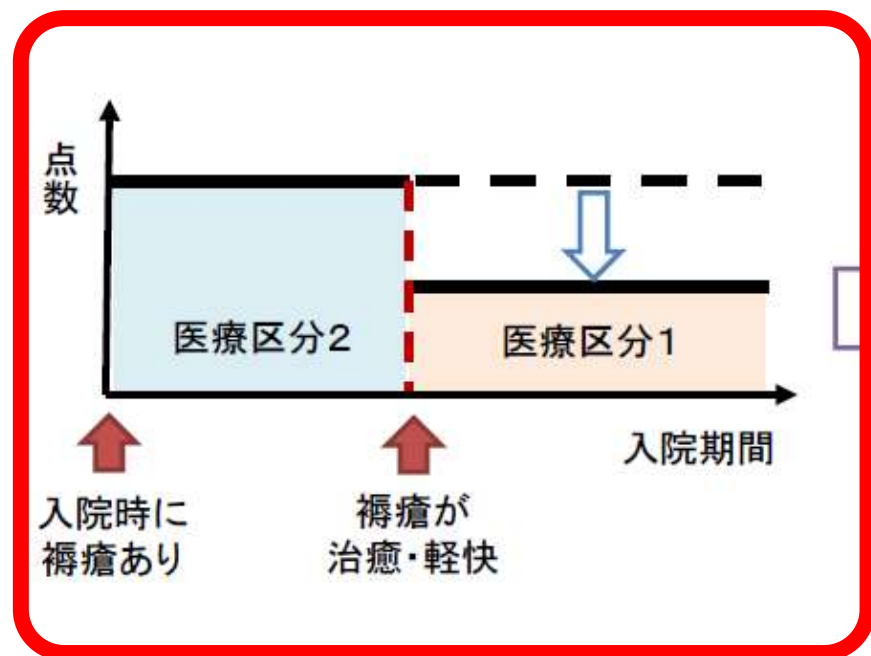 点
数
医療区分2
医療区分1
入院期間
入院時に
褥瘡あり
褥瘡が
治癒・軽快